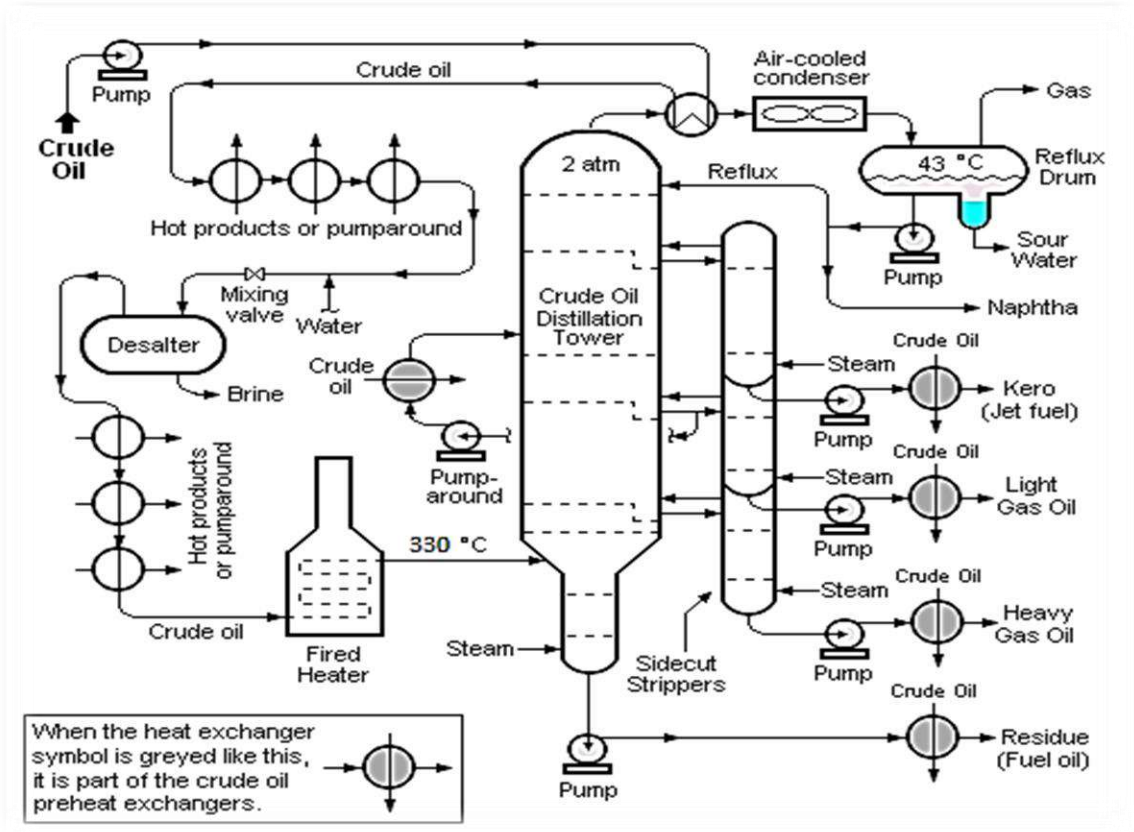 Pump
Crude
Oil
Crude oil
Air-cooled
condenser
Gas
2 atm
43 °C
Reflux
Drum
Reflux
Hot products or pumparound
Pump
Sour
Water
Mixing
valve
Water
Naphtha
Desalter
Brine
Crude
oil
Crude Oil
Distillation
Tower
Steam
Crude Oil
Pump
Kero
(Jet fuel)
Pump-
around
Hot products
or pumparound
Steam
Crude Oil
Pump
Light
Gas Oil
330 °C
Crude oil
Fired
Heater
Steam
Sidecut
Strippers
Steam
Crude Oil
Pump
Heavy
Gas Oil
Crude Oil
Pump
Residue
(Fuel oil)
When the heat exchanger
symbol is greyed like this,
it is part of the crude oil
preheat exchangers.